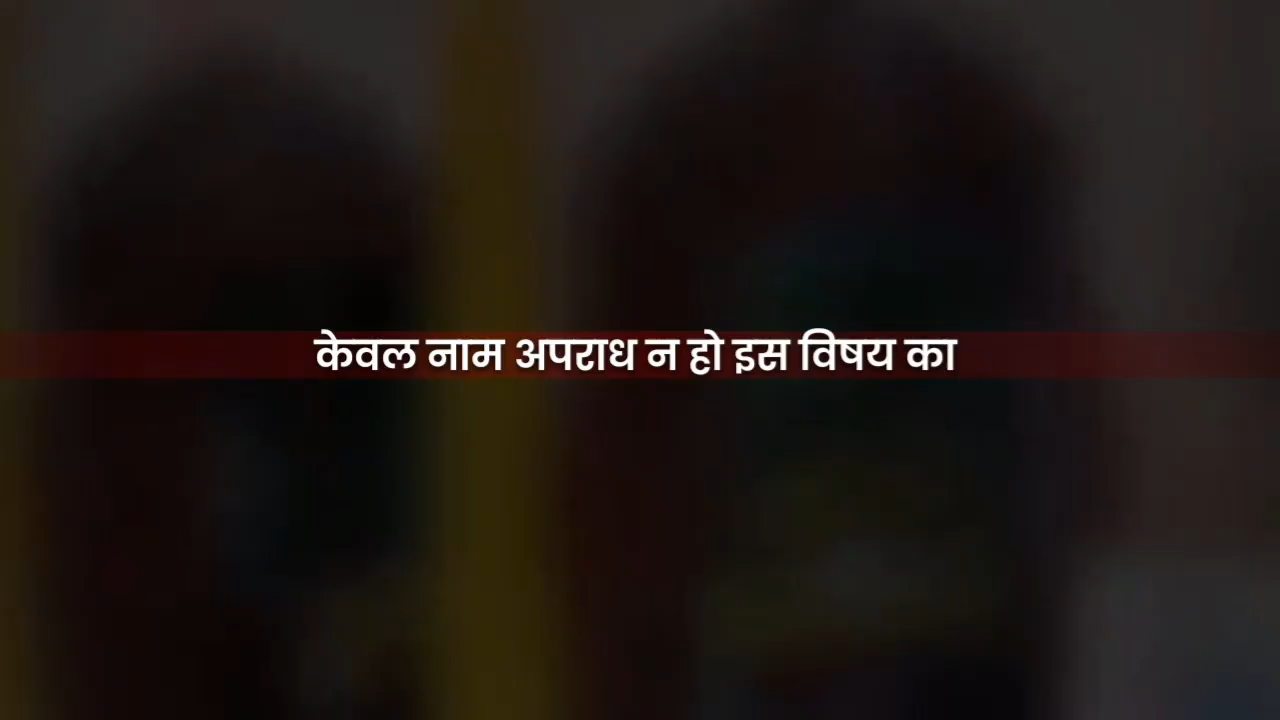 केवल नाम अपराध न हो इस विषय का